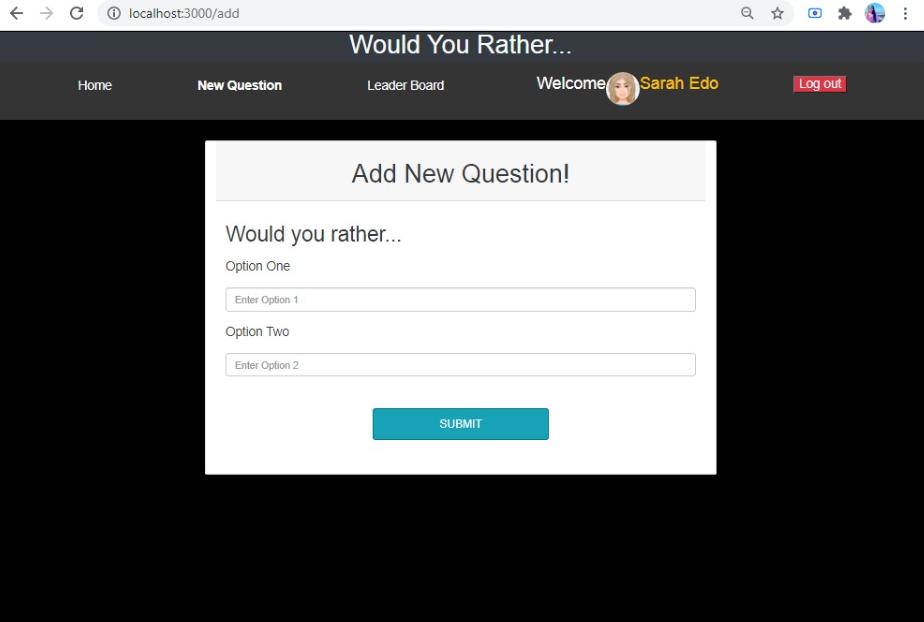 localhost:3000/add
Would You Rather...
Home New Question Leader Board Welcome Sarah Edo Log out
Add New Question!
Would you rather...
Option One
Enter Option 1
Option Two
Enter Option 2
SUBMIT